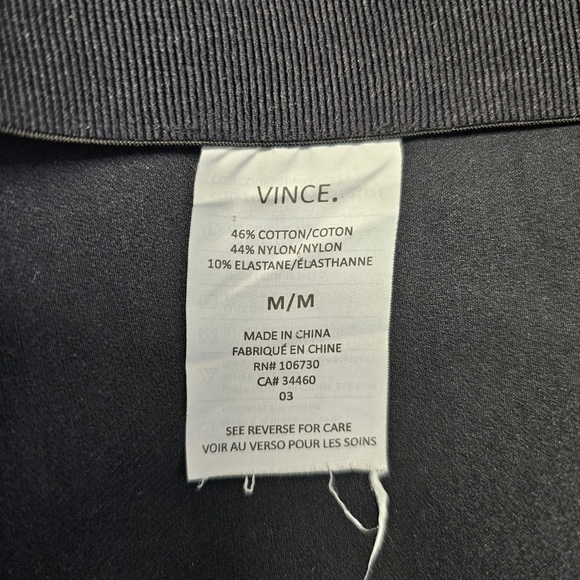 VINCE.
46% COTTON/COTON
44% NYLON/NYLON
10% ELASTANE/ÉLASTHANNE
M/M
MADE IN CHINA
FABRIQUÉ EN CHINE
RN# 106730
CA# 34460
03
SEE REVERSE FOR CARE
VOIR AU VERSO POUR LES SOINS